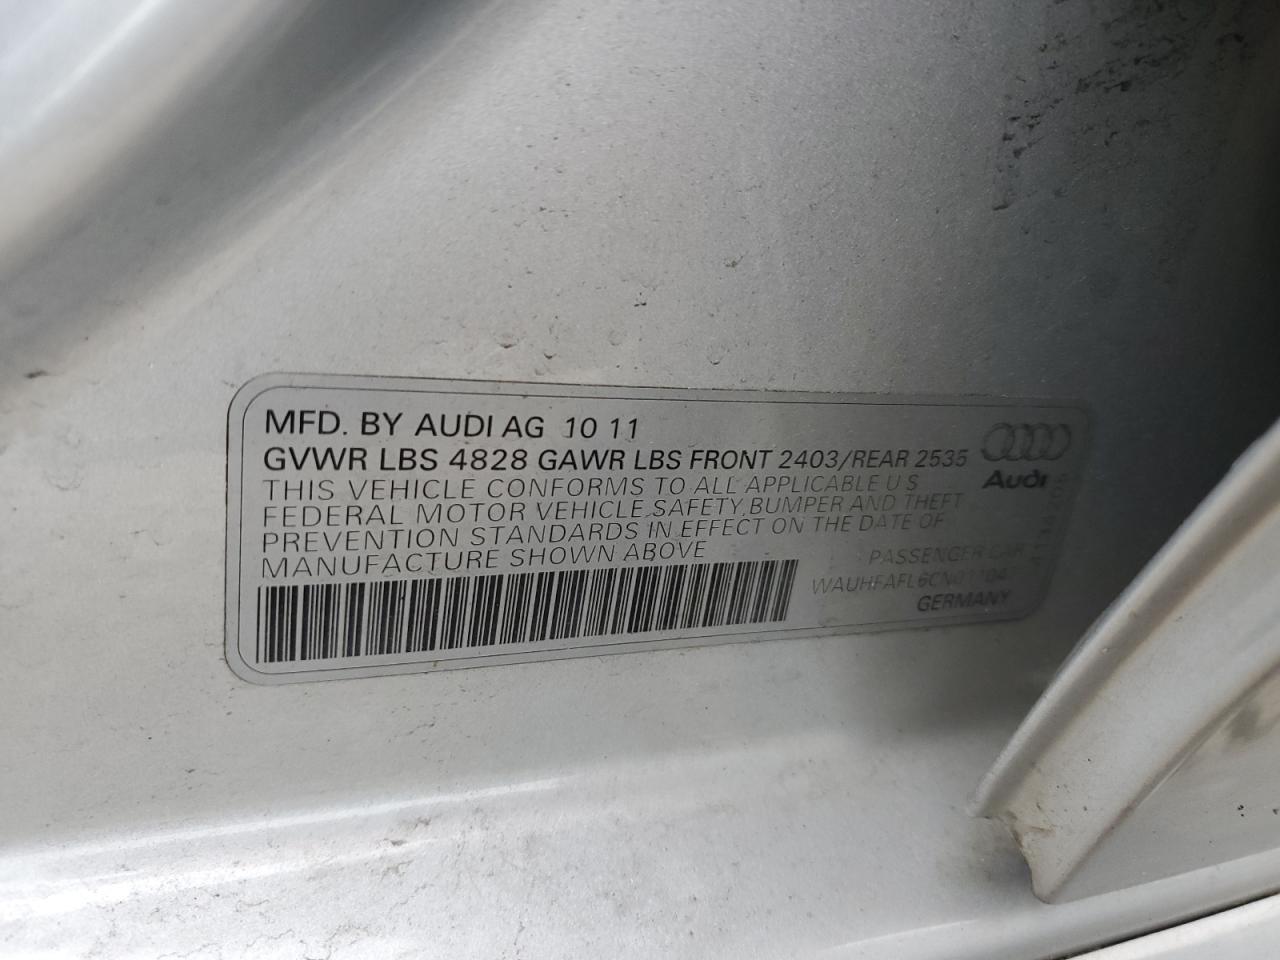 MFD. BY AUDI AG 10 11
GVWR LBS 4828 GAWR LBS FRONT 2403/REAR 2535
THIS VEHICLE CONFORMS TO ALL APPLICABLE U S
FEDERAL MOTOR VEHICLE SAFETY, BUMPER AND THEFT
PREVENTION STANDARDS IN EFFECT ON THE DATE OF
MANUFACTURE SHOWN ABOVE
Audi
PASSENGER CAR
GERMANY